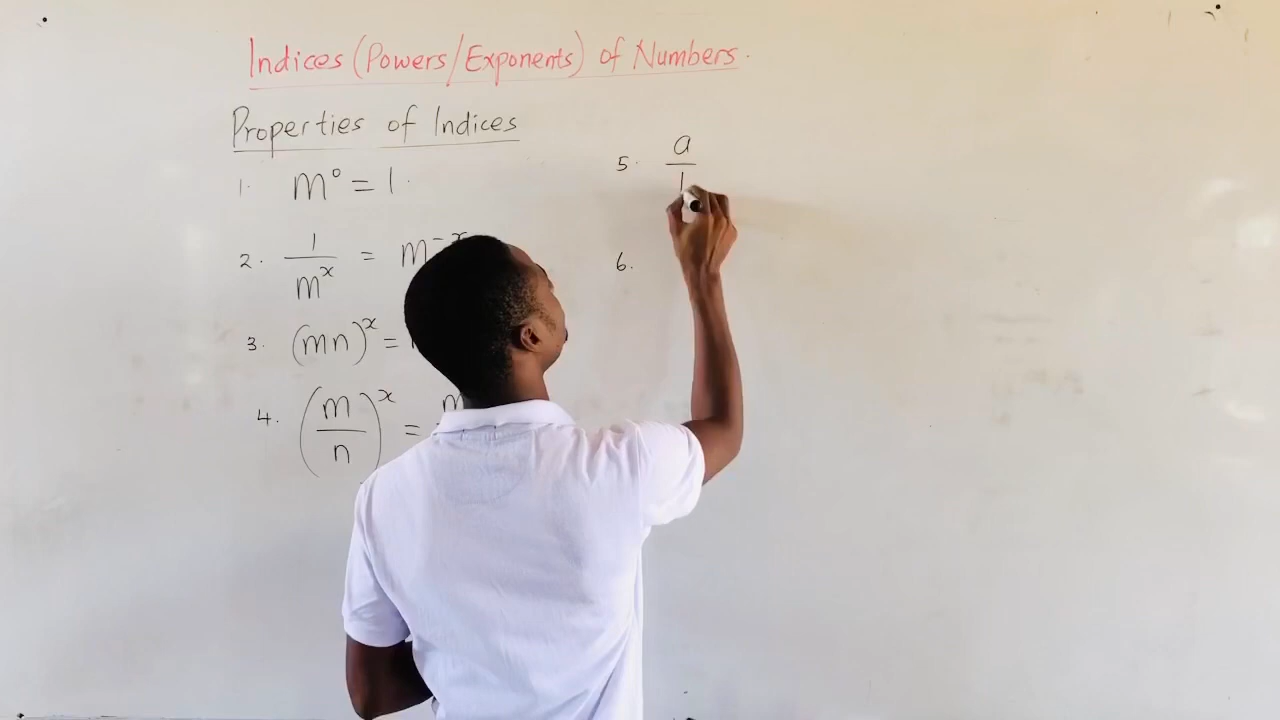 Indices (Powers/Exponents) of Numbers.
Properties of Indices
1. m⁰ = 1.
2. 1/mˣ = m⁻ˣ
3. (mn)ˣ =
4. (m/n)ˣ = m
5. a
6.